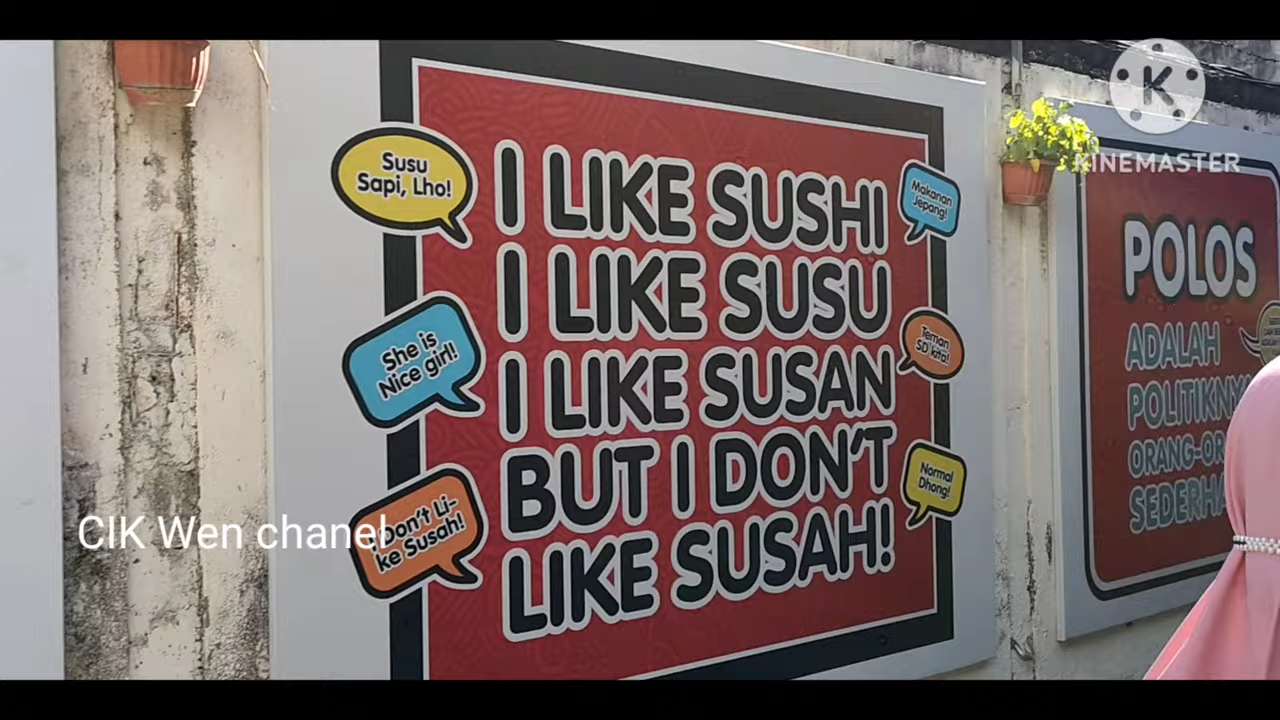 I LIKE SUSHI
I LIKE SUSU
I LIKE SUSAN
BUT I DON'T
LIKE SUSAH!
Susu
Sapi, Lho!
She is
Nice girl!
I Don't Li-
ke Susah!
Makanan
Jepang!
Teman
SD kita!
Normal
Dhong!
POLOS
ADALAH
POLITIKNY
ORANG-OR
SEDERHA
KINEMASTER
CIK Wen chanel